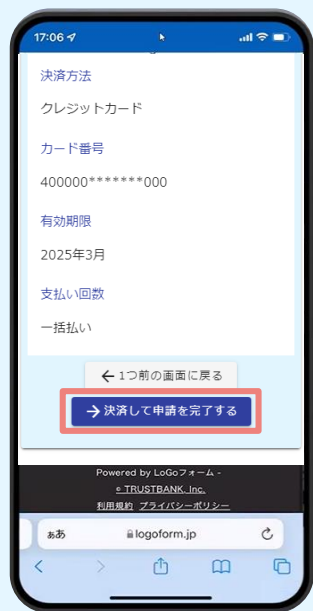 17:06
決済方法
クレジットカード
カード番号
400000*******000
有効期限
2025年3月
支払い回数
一括払い
← 1つ前の画面に戻る
→ 決済して申請を完了する
Powered by LoGoフォーム -
© TRUSTBANK, Inc.
利用規約 プライバシーポリシー
ぁあ logoform.jp